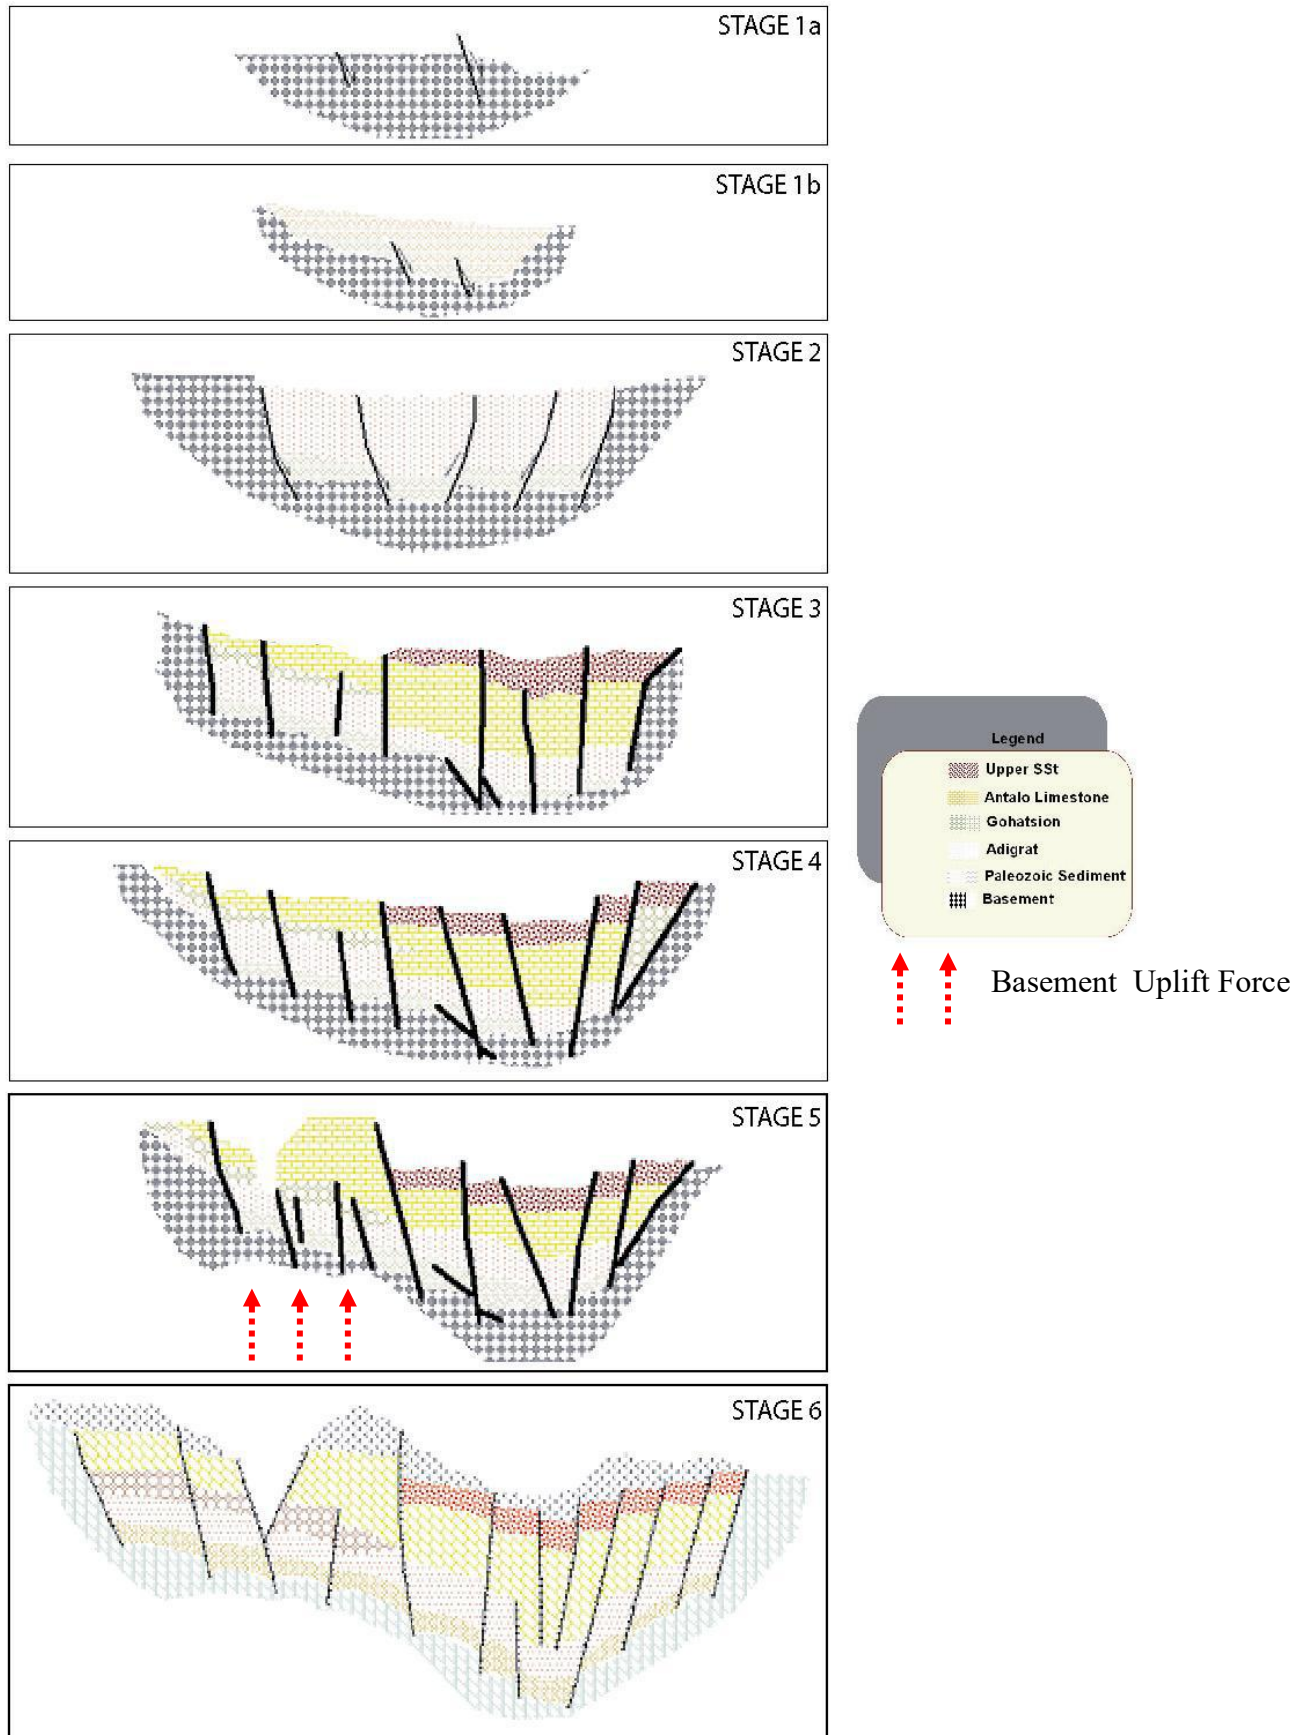 STAGE 1a
STAGE 1b
STAGE 2
STAGE 3
STAGE 4
STAGE 5
STAGE 6
Legend
Upper SSt
Antalo Limestone
Gohatsion
Adigrat
Paleozoic Sediment
Basement
Basement Uplift Force